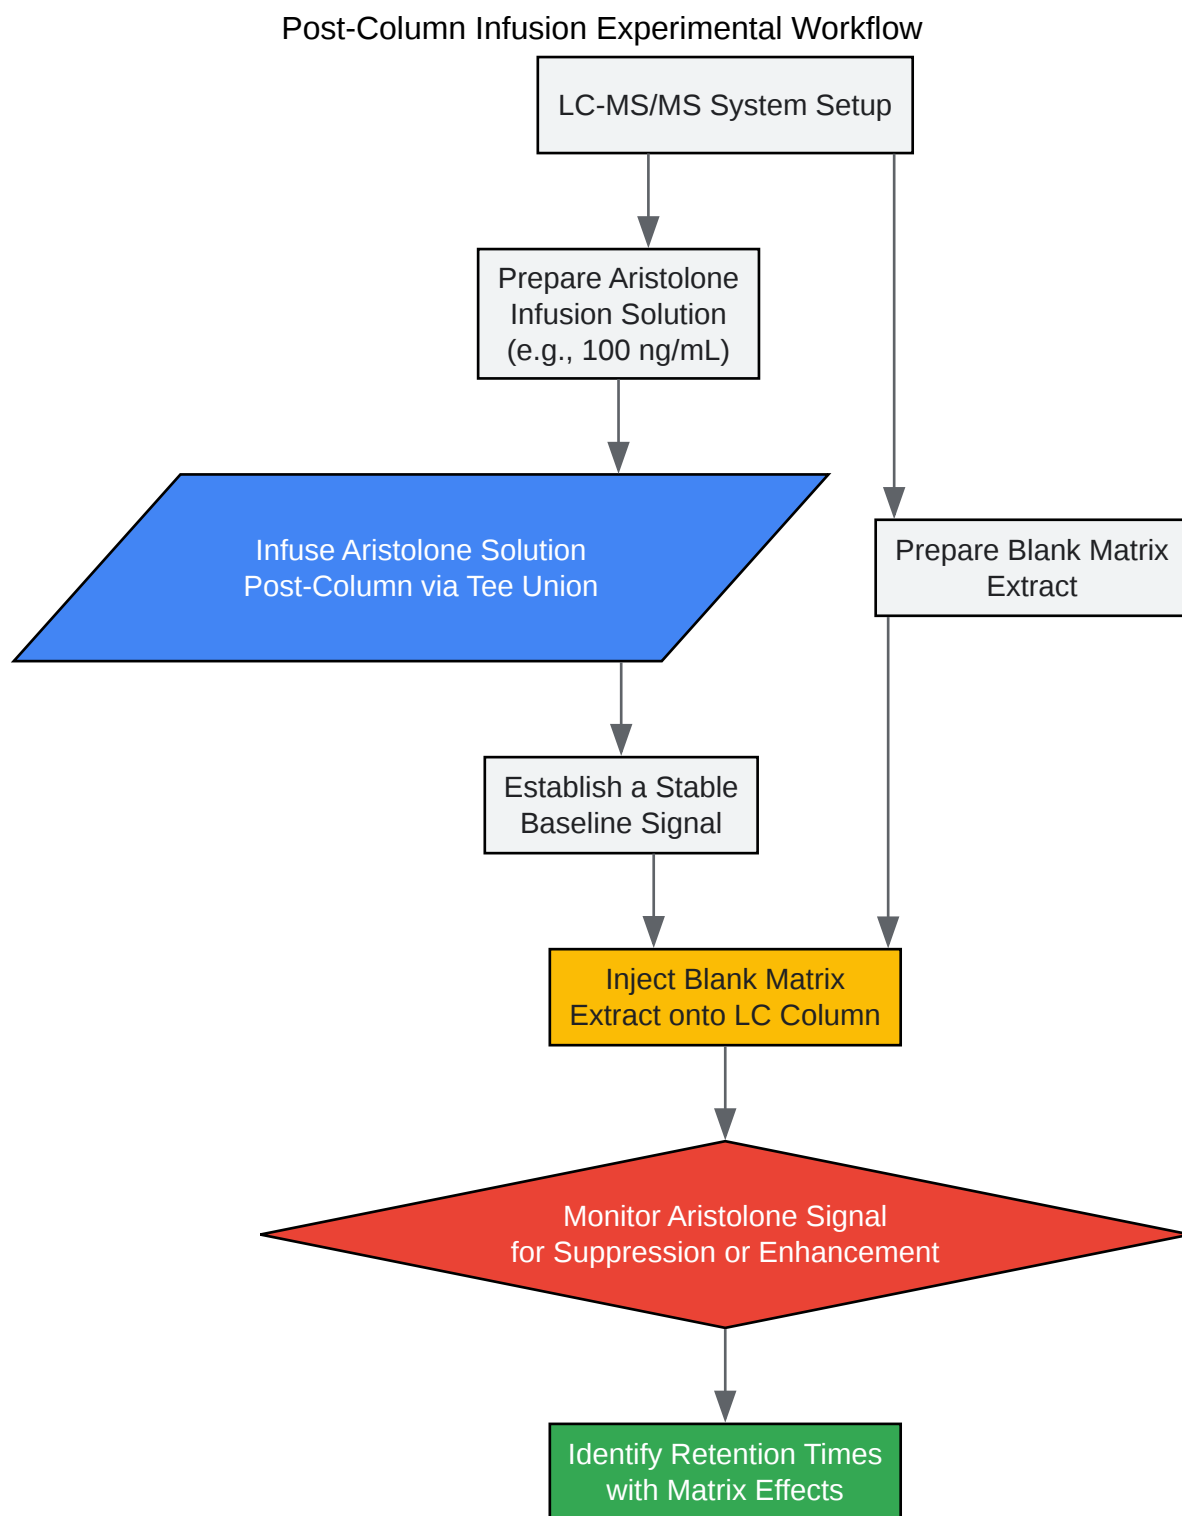 Post-Column Infusion Experimental Workflow
LC-MS/MS System Setup
Prepare Aristolone
Infusion Solution
(e.g., 100 ng/mL)
Infuse Aristolone Solution
Post-Column via Tee Union
Prepare Blank Matrix
Extract
Establish a Stable
Baseline Signal
Inject Blank Matrix
Extract onto LC Column
Monitor Aristolone Signal
for Suppression or Enhancement
Identify Retention Times
with Matrix Effects